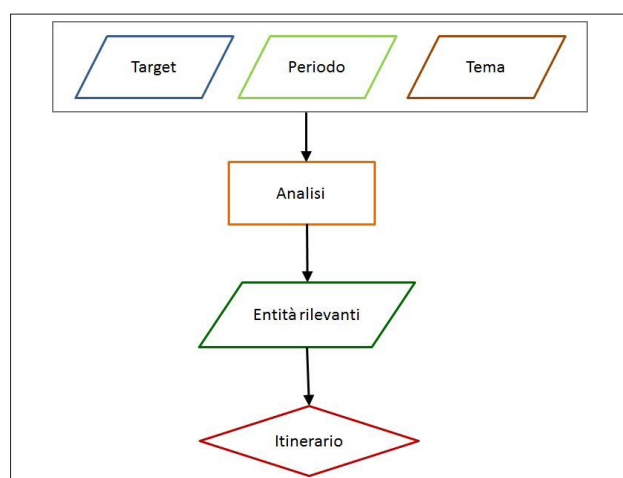 Target
Periodo
Tema
Analisi
Entità rilevanti
Itinerario